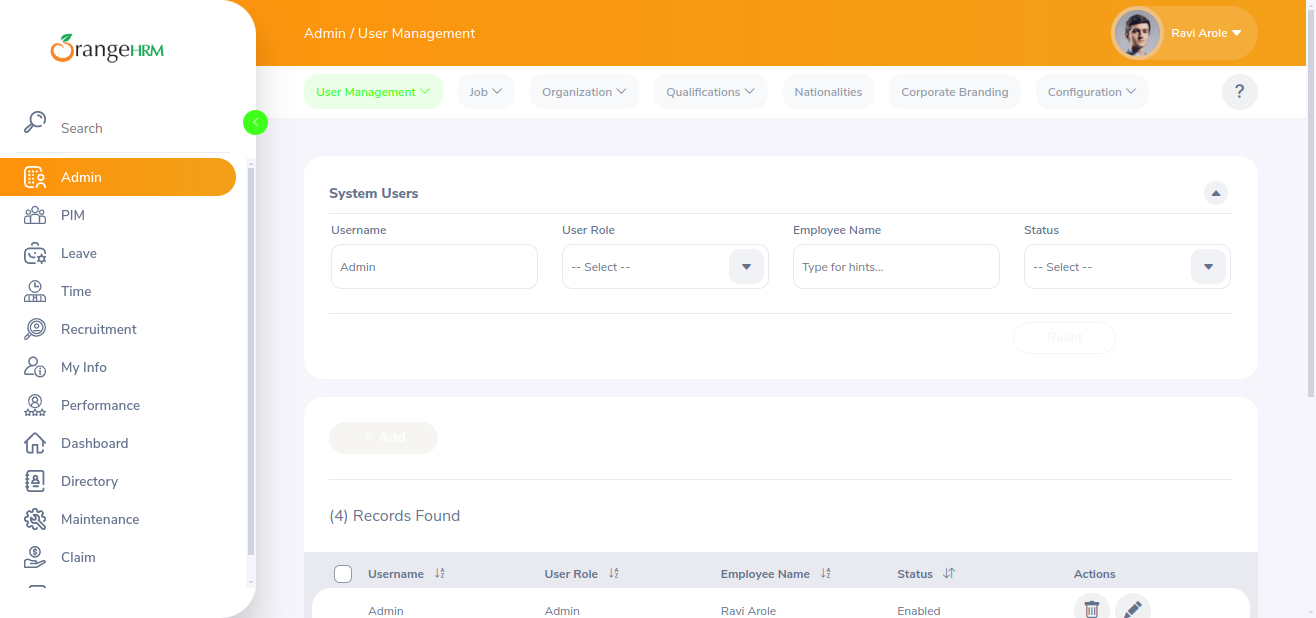 OrangeHRM
Search
Admin
PIM
Leave
Time
Recruitment
My Info
Performance
Dashboard
Directory
Maintenance
Claim
Admin / User Management
Ravi Arole
User Management
Job
Organization
Qualifications
Nationalities
Corporate Branding
Configuration
?
System Users
Username
User Role
Employee Name
Status
Admin
-- Select --
Type for hints...
-- Select --
Reset
+ Add
(4) Records Found
Username
User Role
Employee Name
Status
Actions
Admin
Admin
Ravi Arole
Enabled